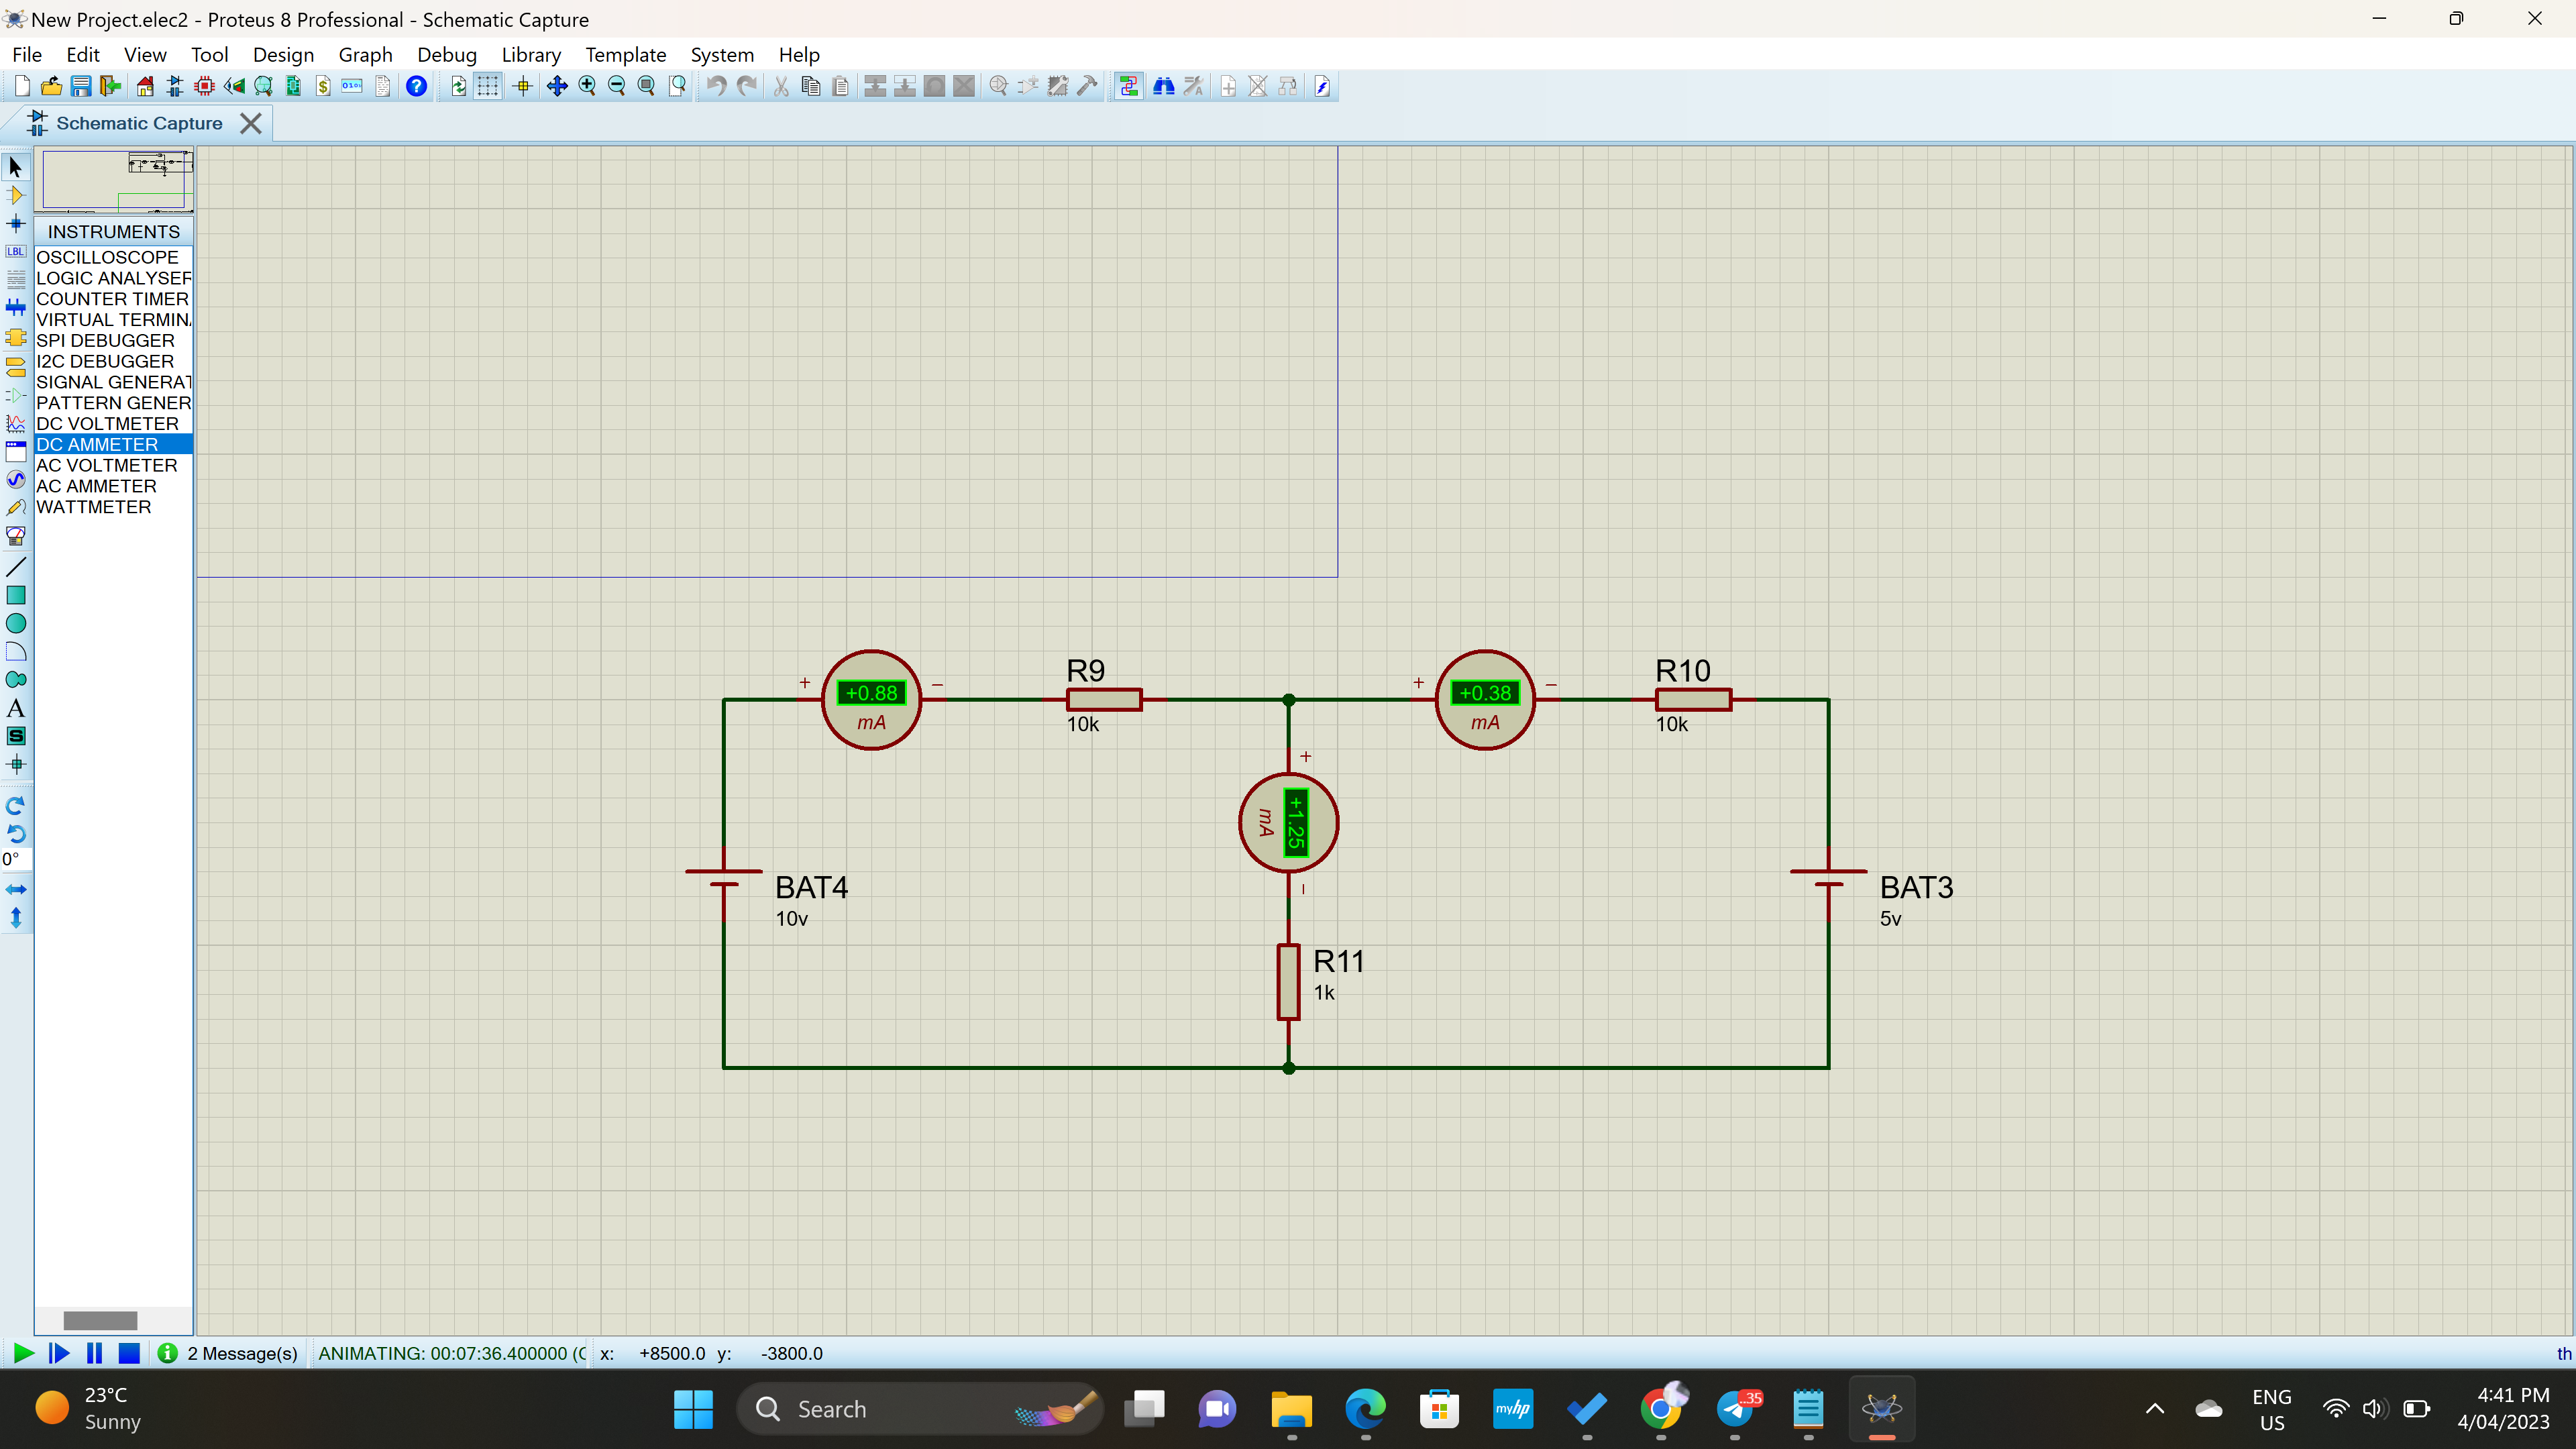 New Project.elec2 - Proteus 8 Professional - Schematic Capture
File Edit View Tool Design Graph Debug Library Template System Help
Schematic Capture
INSTRUMENTS
OSCILLOSCOPE
LOGIC ANALYSER
COUNTER TIMER
VIRTUAL TERMIN
SPI DEBUGGER
I2C DEBUGGER
SIGNAL GENERAT
PATTERN GENER
DC VOLTMETER
DC AMMETER
AC VOLTMETER
AC AMMETER
WATTMETER
LBL
A
S
0°
+ +0.88 mA −
R9
10k
+ +0.38 mA −
R10
10k
+ +1.25 mA −
BAT4
10v
R11
1k
BAT3
5v
2 Message(s) ANIMATING: 00:07:36.400000 (C x: +8500.0 y: -3800.0 th
23°C
Sunny
Search
myhp
..35
ENG
US
4:41 PM
4/04/2023